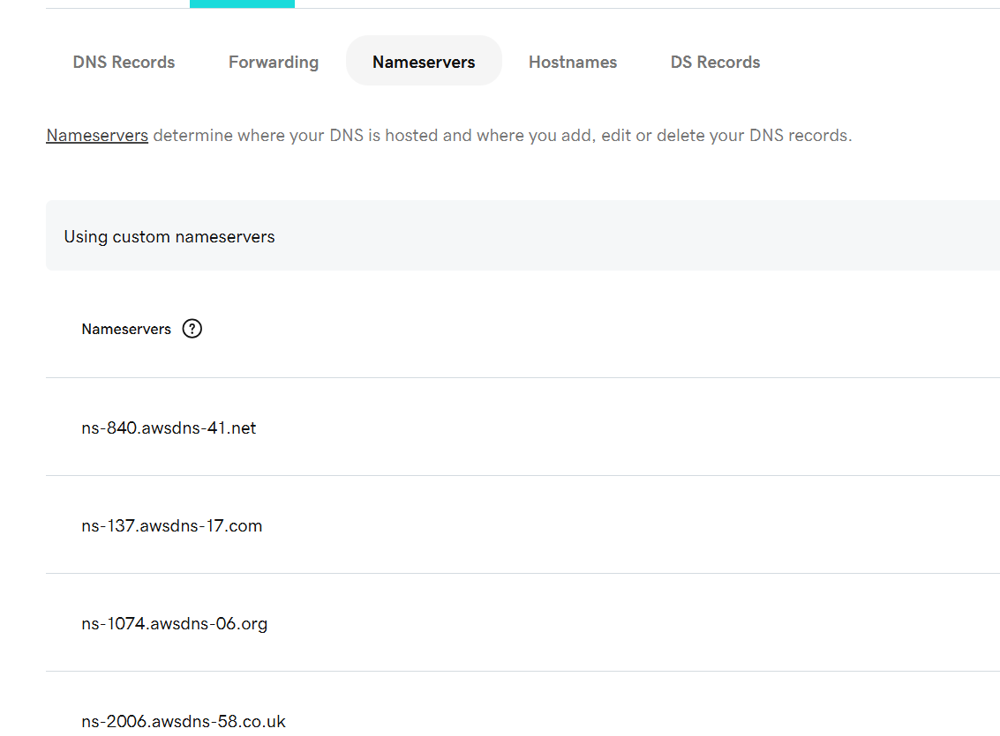 DNS Records Forwarding Nameservers Hostnames DS Records
Nameservers determine where your DNS is hosted and where you add, edit or delete your DNS records.
Using custom nameservers
Nameservers ?
ns-840.awsdns-41.net
ns-137.awsdns-17.com
ns-1074.awsdns-06.org
ns-2006.awsdns-58.co.uk